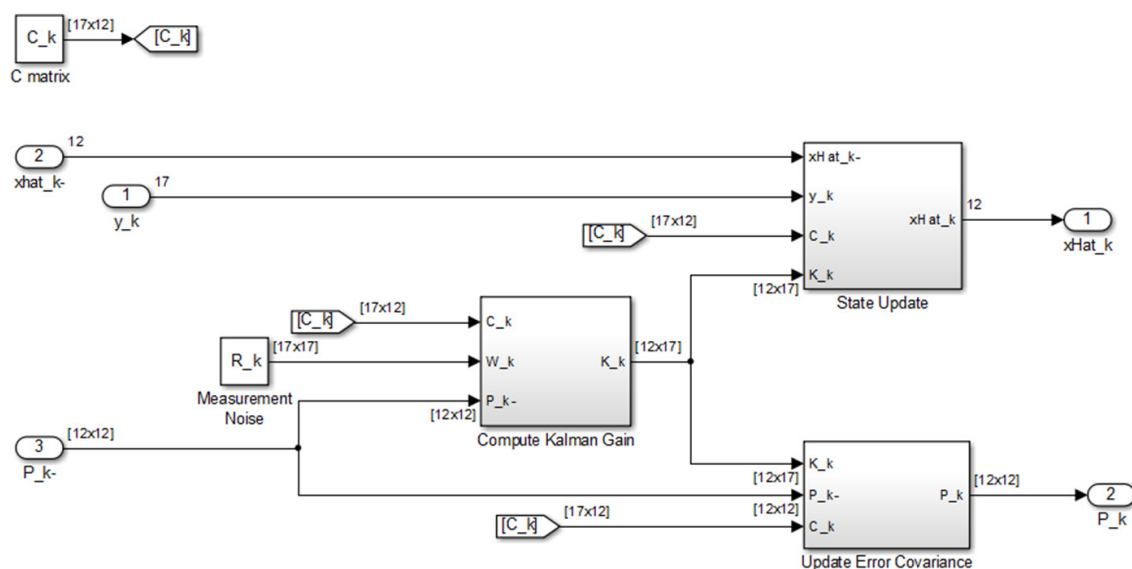 [17x12]
C_k
[C_k]
C matrix
12
2
xhat_k-
17
1
y_k
xHat_k-
y_k
[17x12]
[C_k]
C_k
K_k
[12x17]
xHat_k
State Update
12
1
xHat_k
[17x12]
[C_k]
C_k
[17x17]
R_k
Measurement
Noise
W_k
P_k-
[12x12]
K_k
[12x17]
Compute Kalman Gain
[12x12]
3
P_k-
K_k
[12x17]
P_k-
[12x12]
[17x12]
[C_k]
C_k
P_k
Update Error Covariance
[12x12]
2
P_k